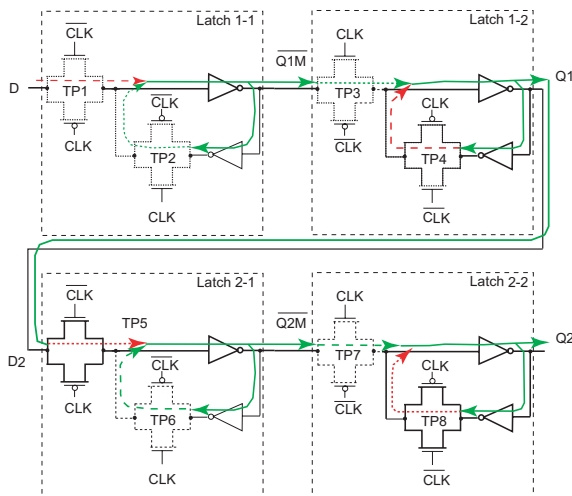 Latch 1-1
Latch 1-2
CLK
Q1M
CLK
Q1
D
TP1
CLK
TP3
CLK
CLK
TP2
CLK
TP4
CLK
CLK
Latch 2-1
Latch 2-2
CLK
TP5
Q2M
CLK
Q2
D2
CLK
TP7
CLK
CLK
TP6
CLK
TP8
CLK
CLK